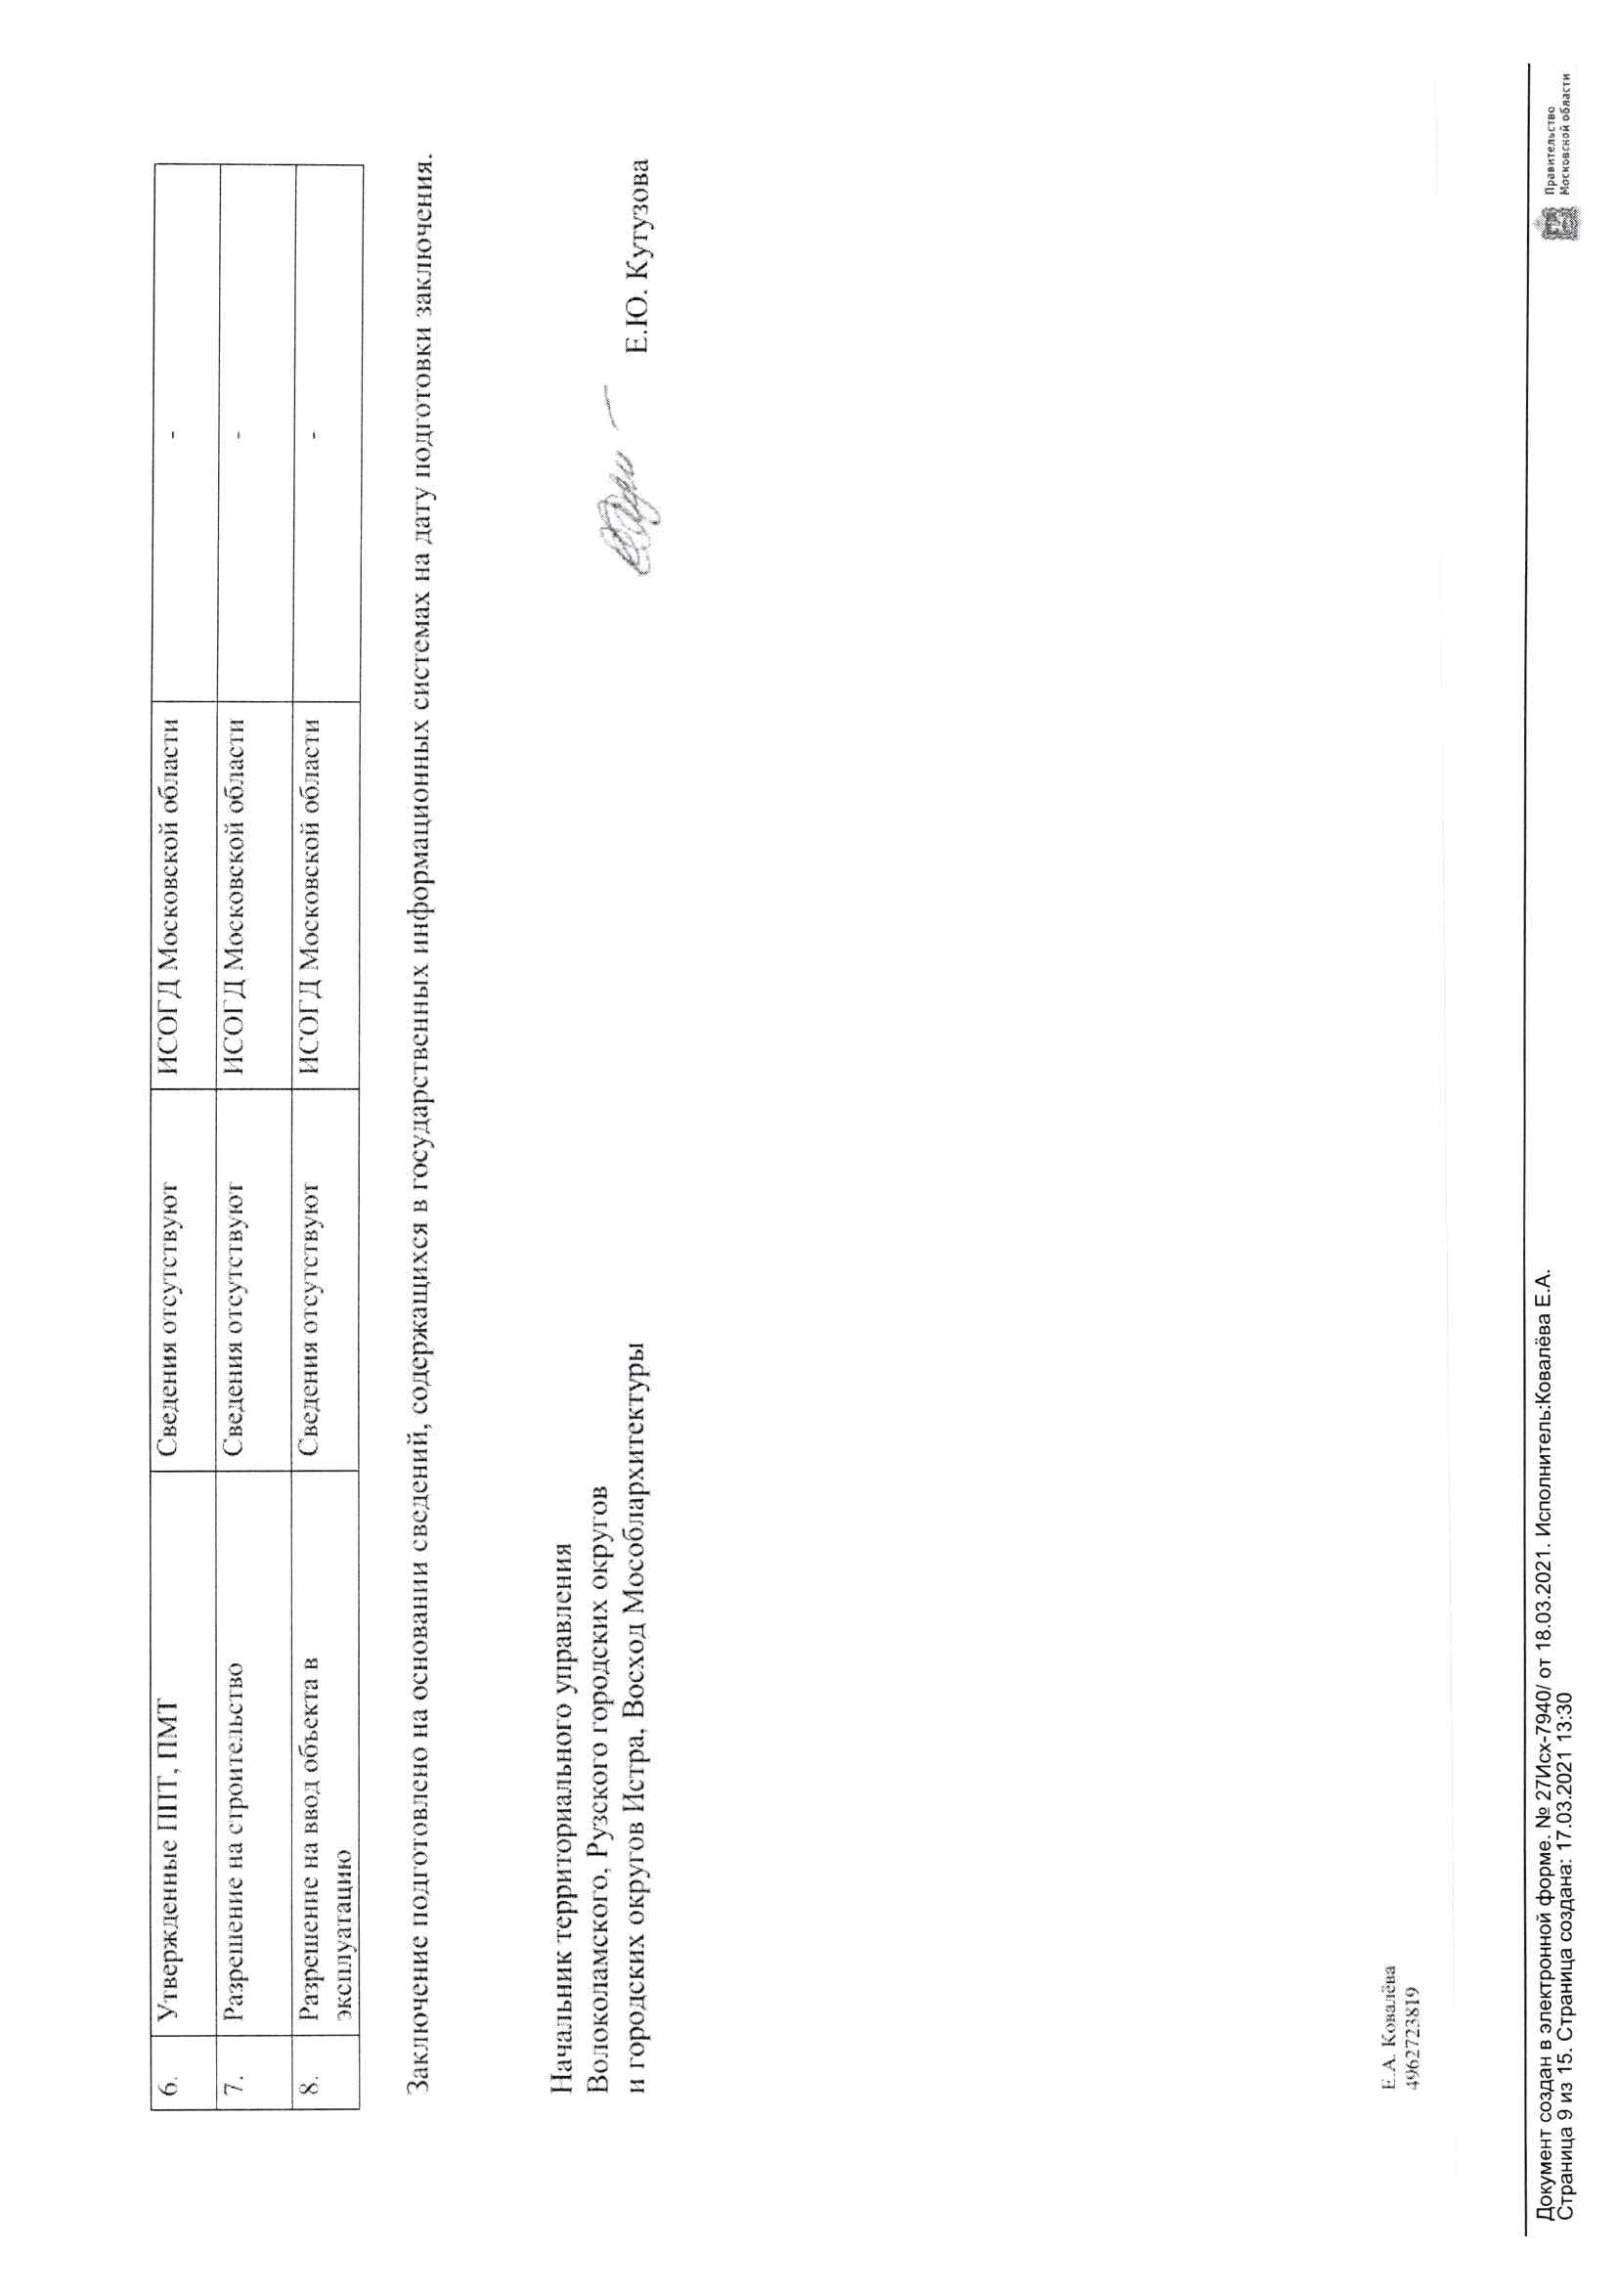 6. Утвержденные ППТ, ПМТ Сведения отсутствуют ИСОГД Московской области -
7. Разрешение на строительство Сведения отсутствуют ИСОГД Московской области -
8. Разрешение на ввод объекта в Сведения отсутствуют ИСОГД Московской области -
эксплуатацию
Заключение подготовлено на основании сведений, содержащихся в государственных информационных системах на дату подготовки заключения.
Начальник территориального управления
Волоколамского, Рузского городских округов
и городских округов Истра, Восход Мособлархитектуры Е.Ю. Кутузова
Е.А. Ковалёва
4962723819
Документ создан в электронной форме. № 27Исх-7940/ от 18.03.2021. Исполнитель:Ковалёва Е.А.
Страница 9 из 15. Страница создана: 17.03.2021 13:30
Правительство
Московской области